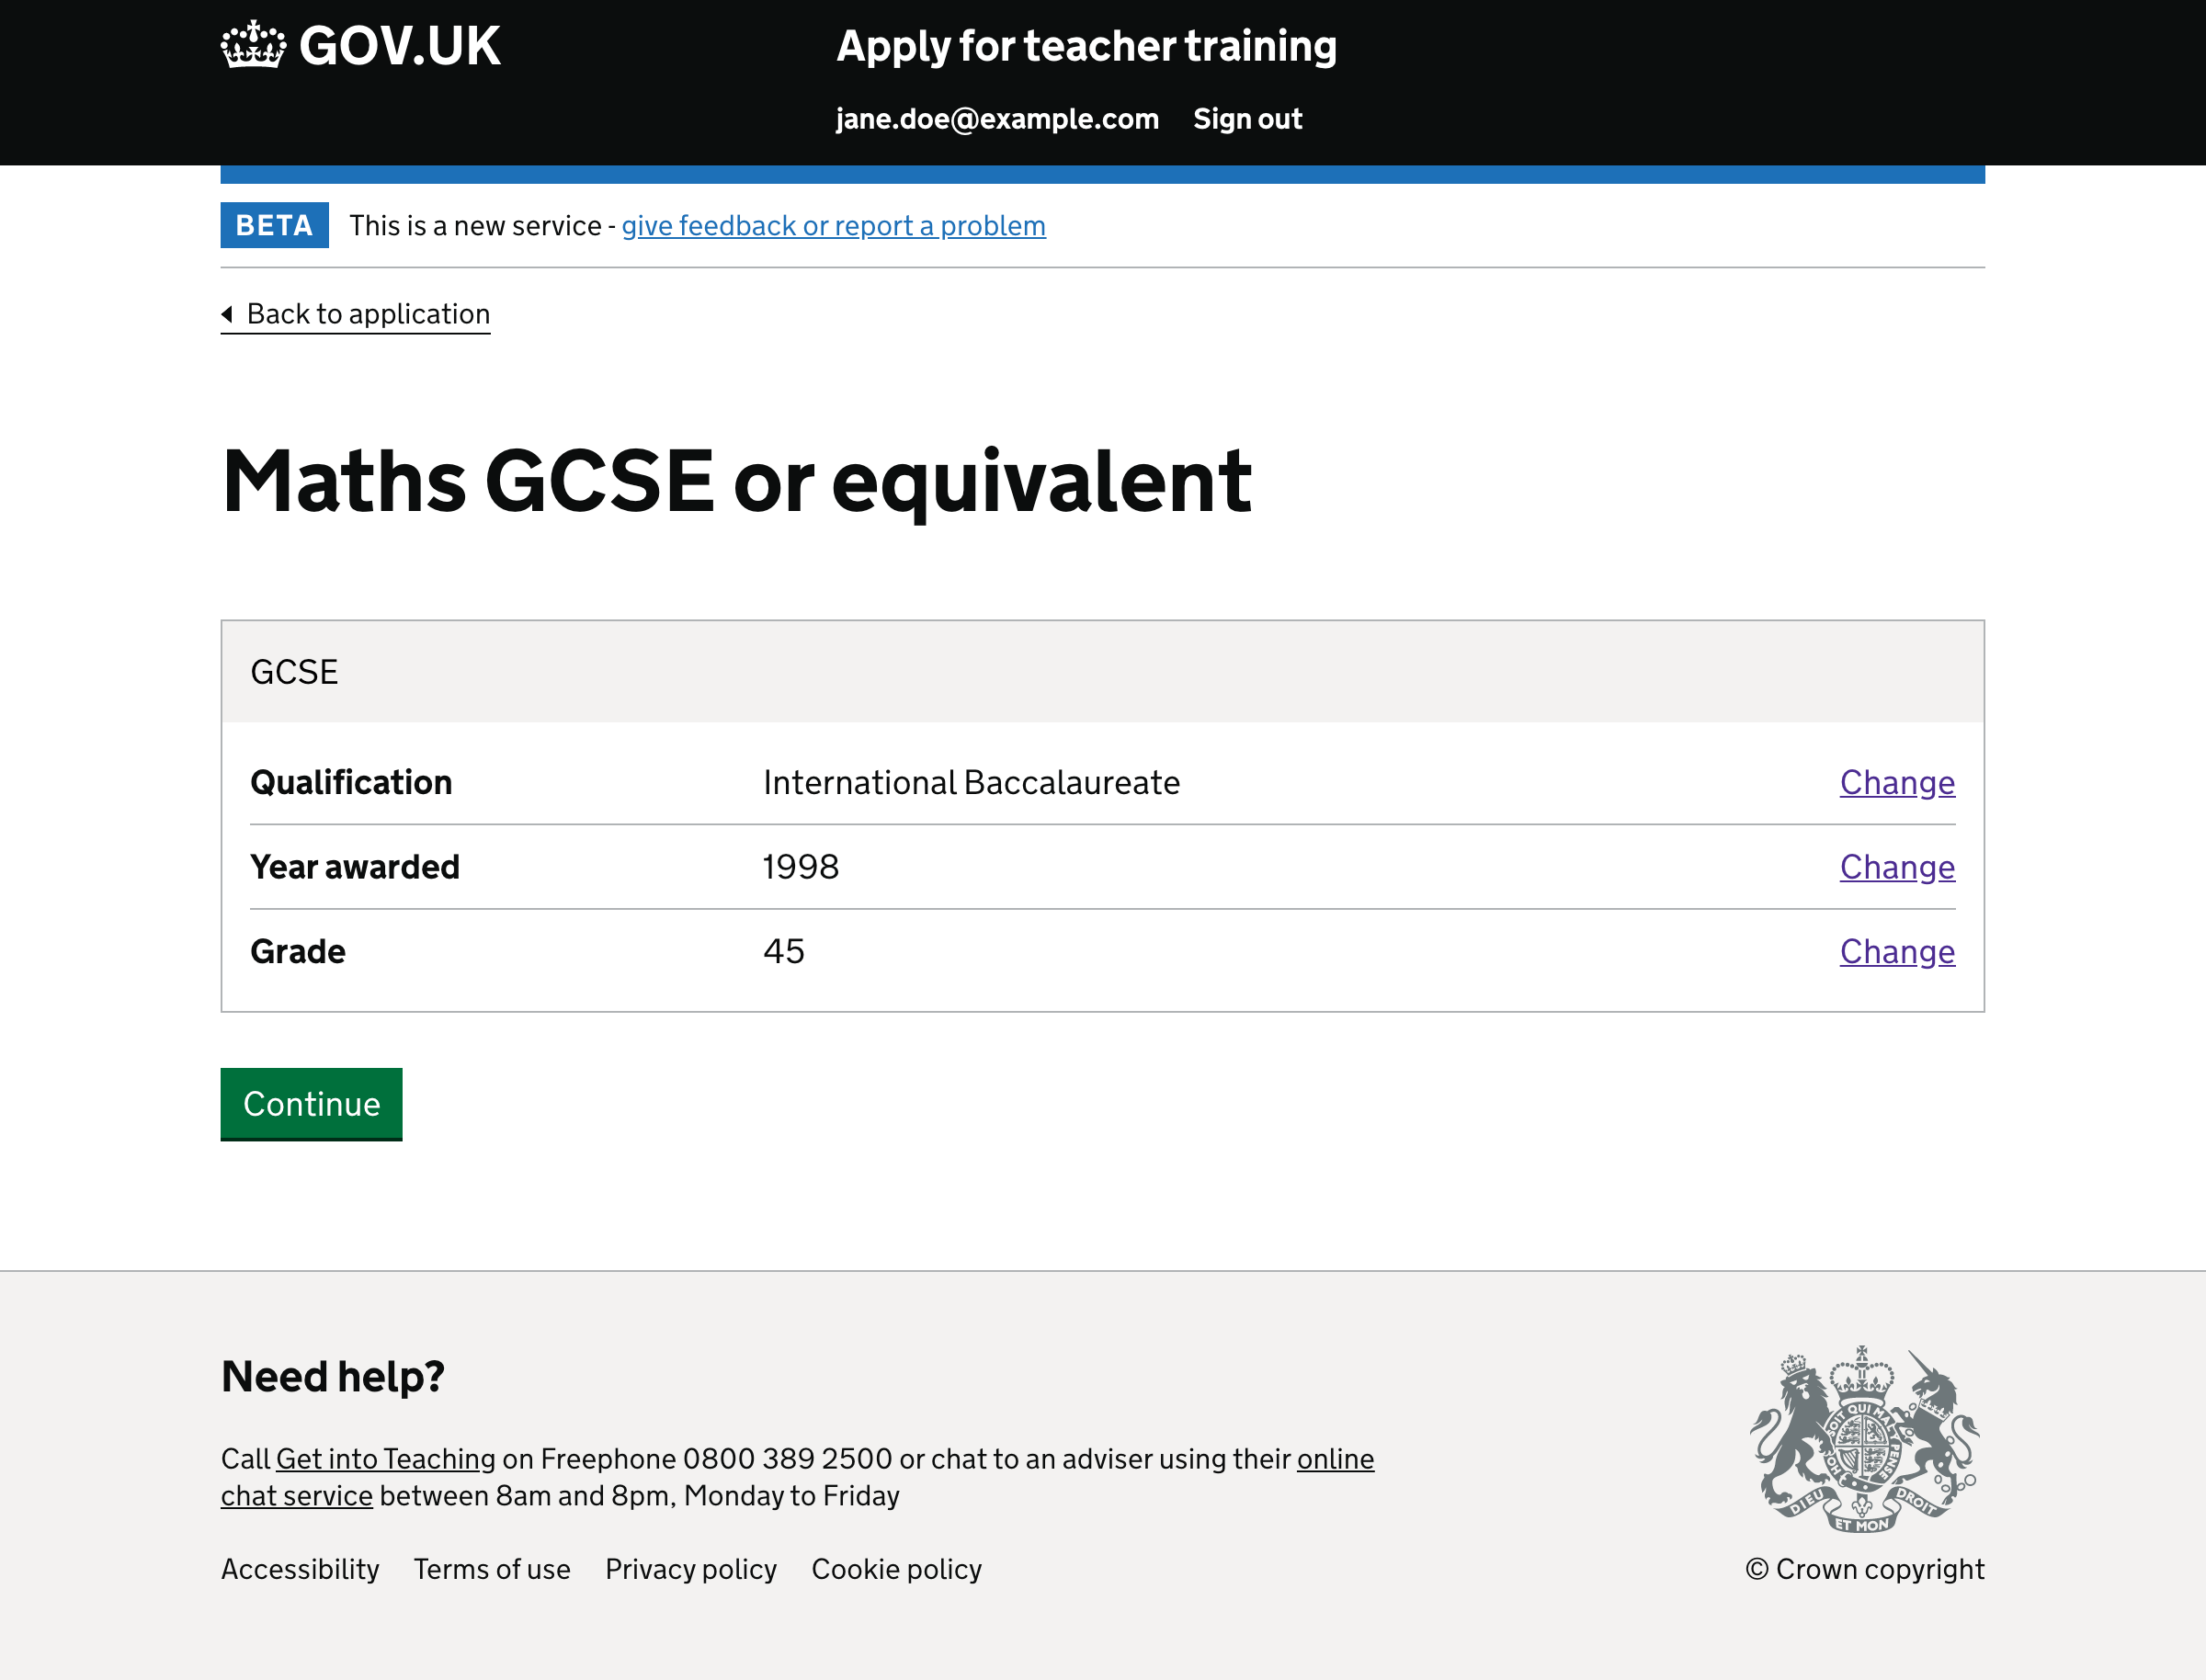 GOV.UK
Apply for teacher training
jane.doe@example.com Sign out
BETA This is a new service - give feedback or report a problem
Back to application
Maths GCSE or equivalent
GCSE
Qualification International Baccalaureate Change
Year awarded 1998 Change
Grade 45 Change
Continue
Need help?
Call Get into Teaching on Freephone 0800 389 2500 or chat to an adviser using their online
chat service between 8am and 8pm, Monday to Friday
SOIT QUI MAL Y PENSE
DIEU ET MON DROIT
Accessibility Terms of use Privacy policy Cookie policy
© Crown copyright